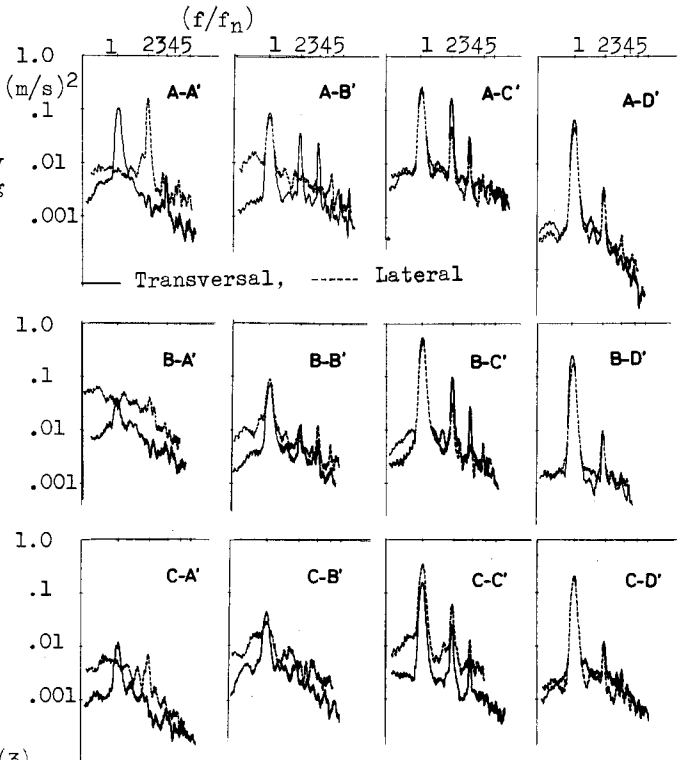 (f/fn)
1 2345 1 2345 1 2345 1 2345
1.0
(m/s)2
.1
.01
.001
A-A' A-B' A-C' A-D'
Transversal, Lateral
1.0
.1
.01
.001
B-A' B-B' B-C' B-D'
1.0
.1
.01
.001
C-A' C-B' C-C' C-D'
(3)